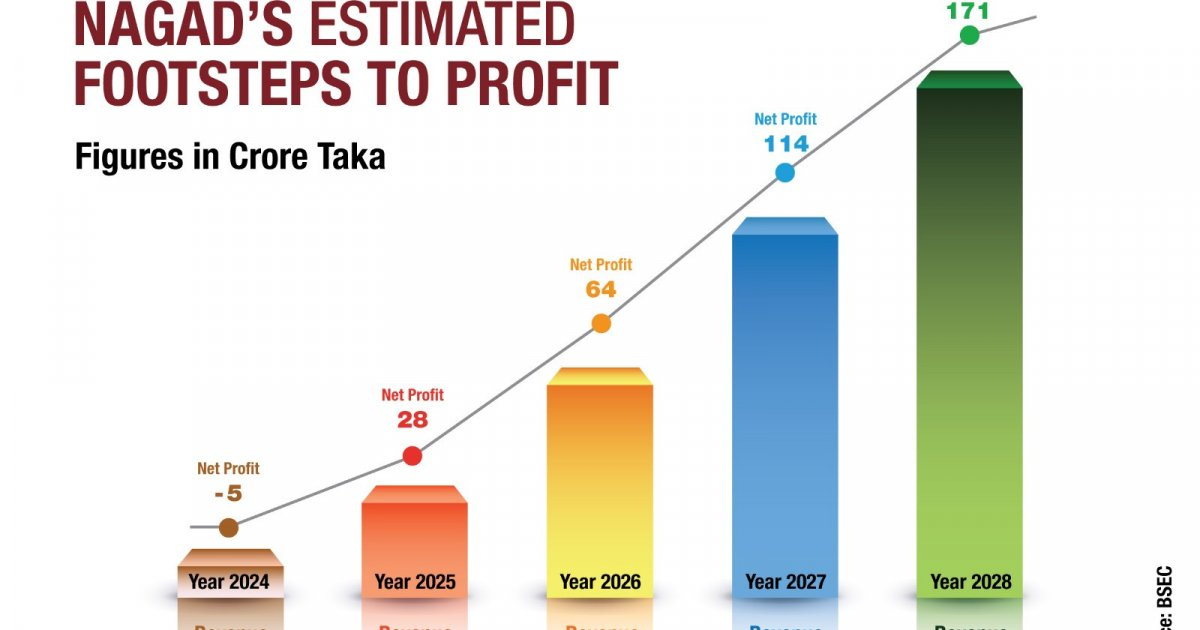 NAGAD'S ESTIMATED
FOOTSTEPS TO PROFIT
Figures in Crore Taka
Net Profit
-5
Net Profit
28
Net Profit
64
Net Profit
114
171
Year 2024
Year 2025
Year 2026
Year 2027
Year 2028
BSEC